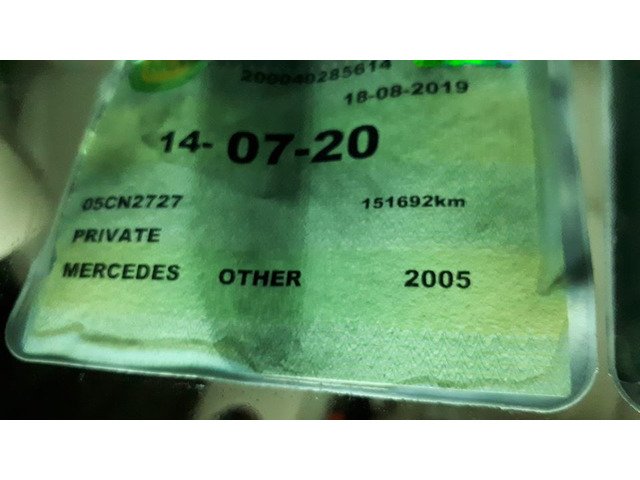 200040285614
18-08-2019
14- 07-20
05CN2727 151692km
PRIVATE
MERCEDES OTHER 2005